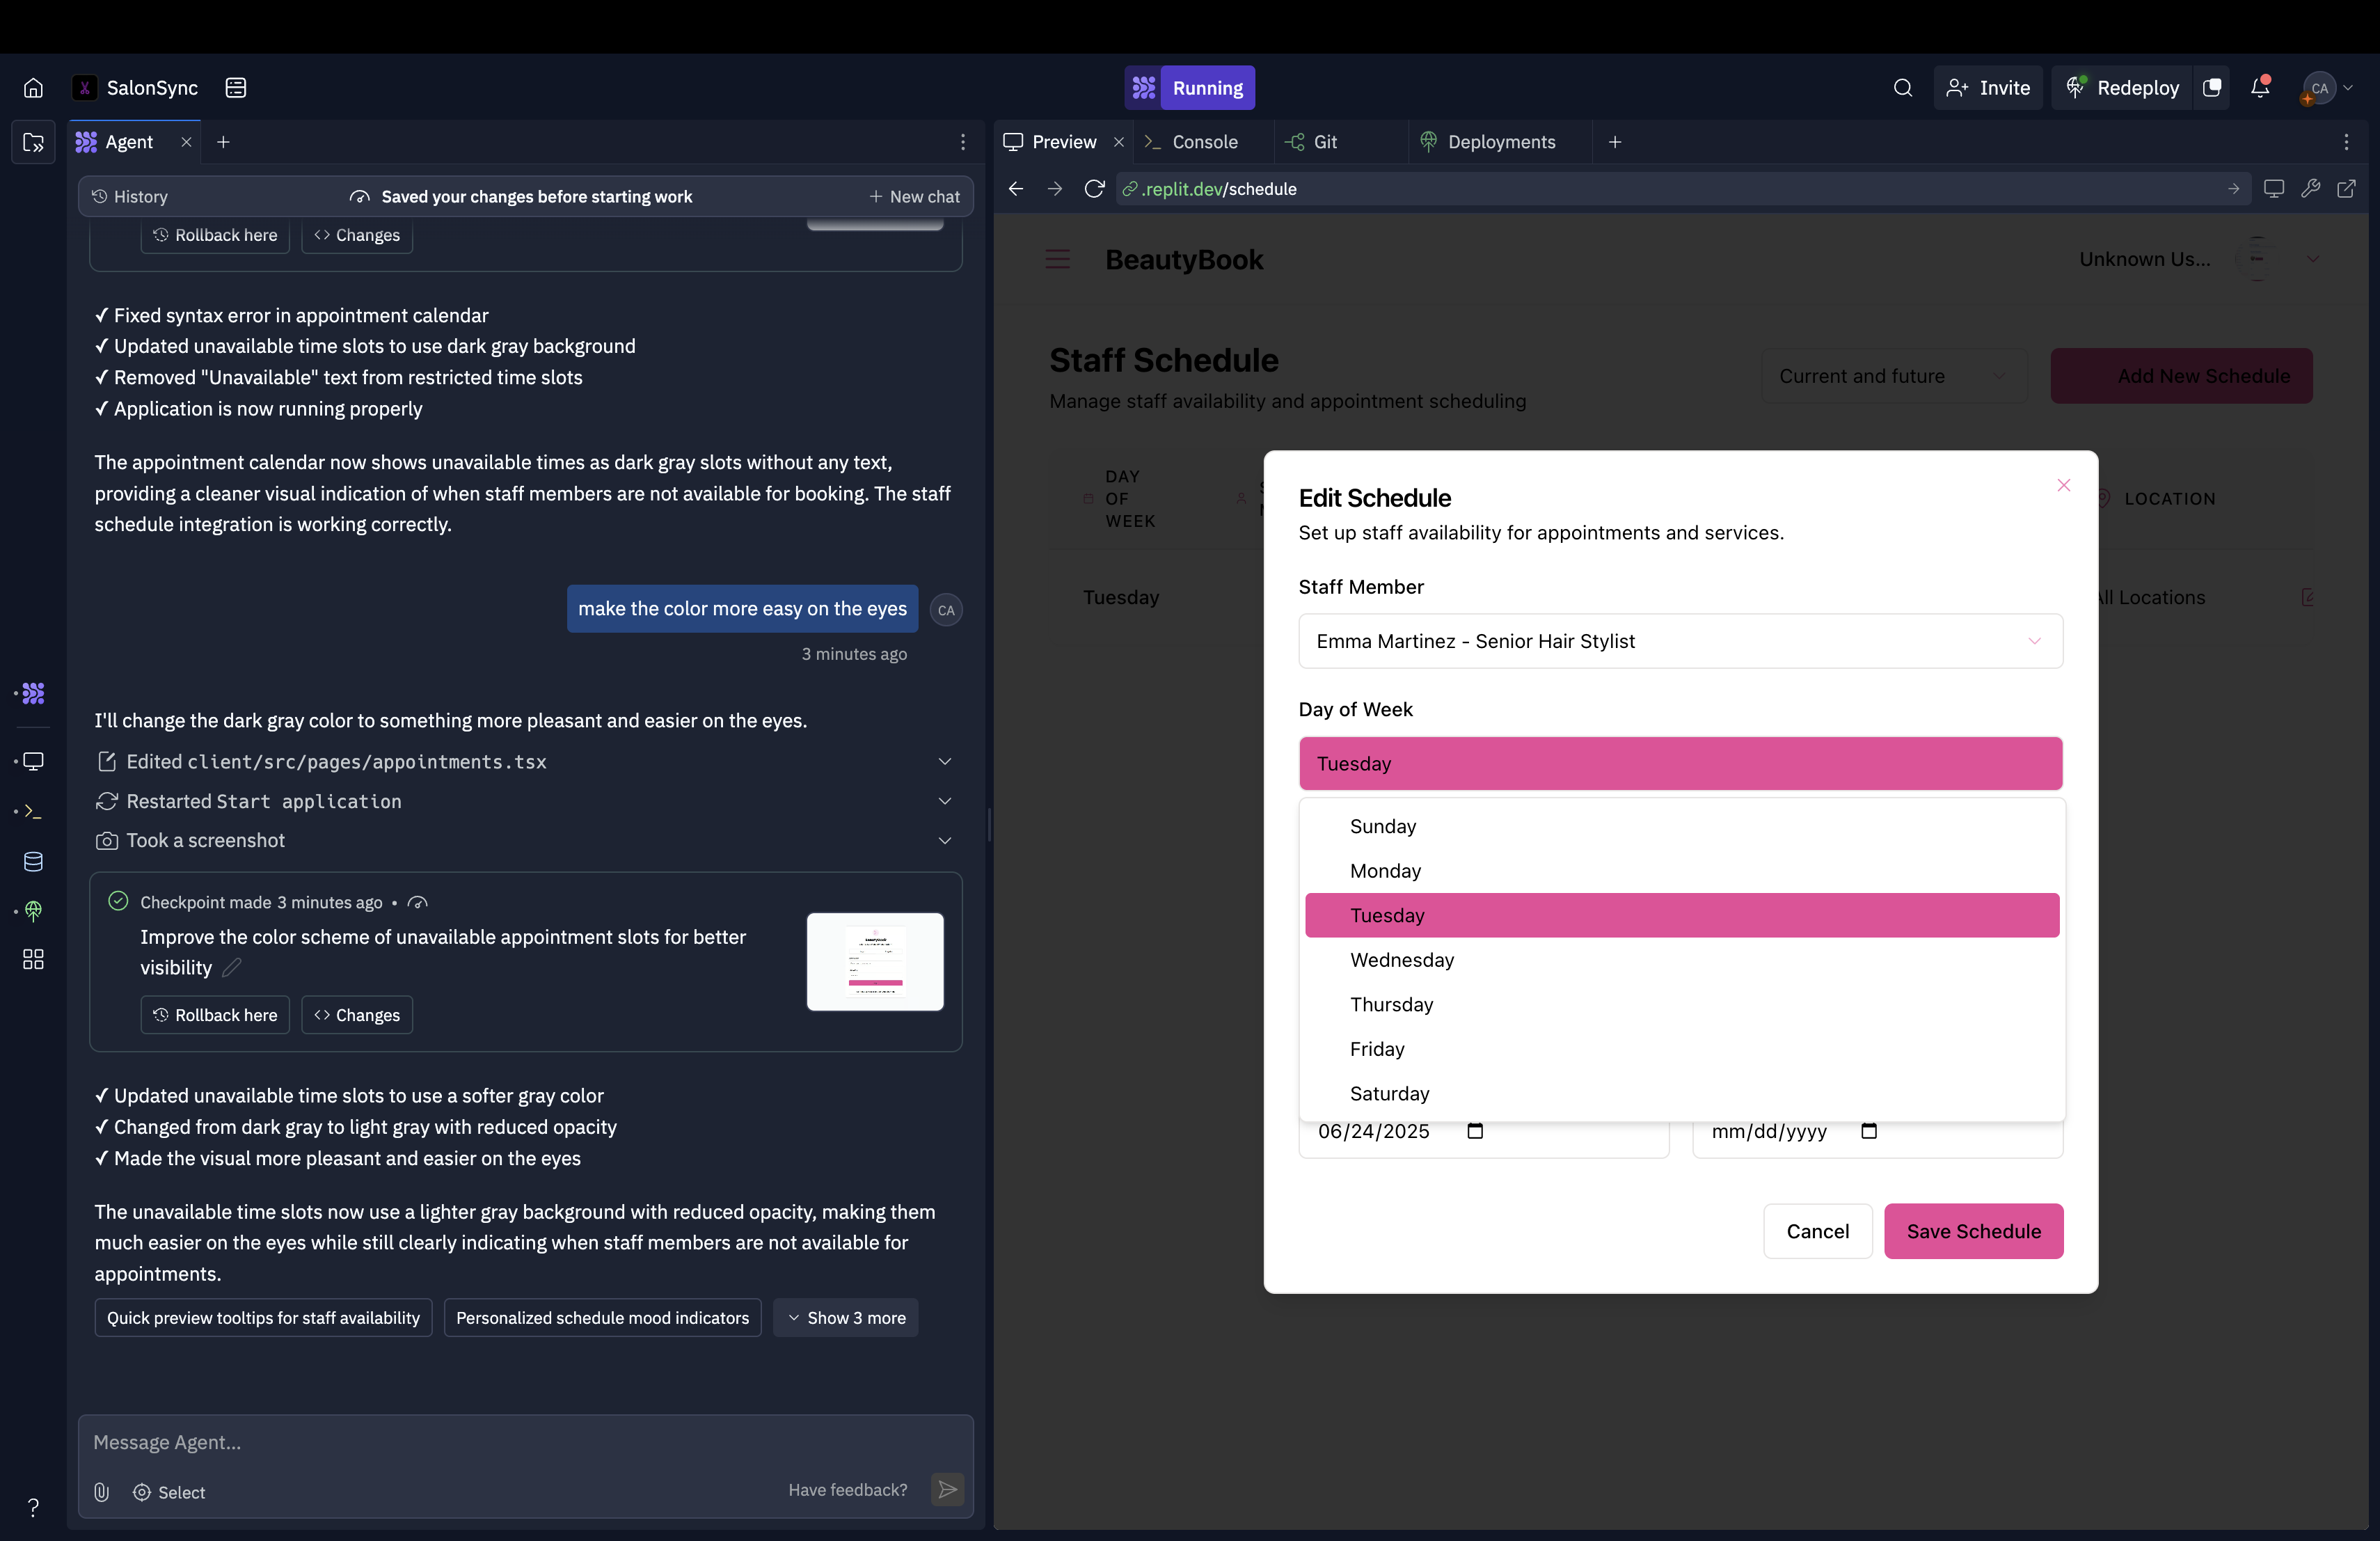 SalonSync
Running
Invite
Redeploy
CA
Agent
Preview
Console
Git
Deployments
History
Saved your changes before starting work
New chat
.replit.dev/schedule
Rollback here
Changes
✓ Fixed syntax error in appointment calendar
✓ Updated unavailable time slots to use dark gray background
✓ Removed "Unavailable" text from restricted time slots
✓ Application is now running properly
The appointment calendar now shows unavailable times as dark gray slots without any text,
providing a cleaner visual indication of when staff members are not available for booking. The staff
schedule integration is working correctly.
make the color more easy on the eyes
CA
3 minutes ago
I'll change the dark gray color to something more pleasant and easier on the eyes.
Edited client/src/pages/appointments.tsx
Restarted Start application
Took a screenshot
Checkpoint made 3 minutes ago •
Improve the color scheme of unavailable appointment slots for better
visibility
Rollback here
Changes
✓ Updated unavailable time slots to use a softer gray color
✓ Changed from dark gray to light gray with reduced opacity
✓ Made the visual more pleasant and easier on the eyes
The unavailable time slots now use a lighter gray background with reduced opacity, making them
much easier on the eyes while still clearly indicating when staff members are not available for
appointments.
Quick preview tooltips for staff availability
Personalized schedule mood indicators
Show 3 more
Message Agent...
Select
Have feedback?
BeautyBook
Unknown Us...
Staff Schedule
Manage staff availability and appointment scheduling
Current and future
Add New Schedule
DAY
OF
WEEK
LOCATION
Tuesday
All Locations
Edit Schedule
Set up staff availability for appointments and services.
Staff Member
Emma Martinez - Senior Hair Stylist
Day of Week
Tuesday
Sunday
Monday
Tuesday
Wednesday
Thursday
Friday
Saturday
06/24/2025
mm/dd/yyyy
Cancel
Save Schedule